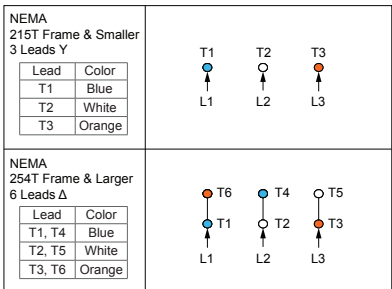 NEMA
215T Frame & Smaller
3 Leads Y
Lead Color
T1 Blue
T2 White
T3 Orange
T1 T2 T3
L1 L2 L3
NEMA
254T Frame & Larger
6 Leads Δ
Lead Color
T1, T4 Blue
T2, T5 White
T3, T6 Orange
T6 T4 T5
T1 T2 T3
L1 L2 L3